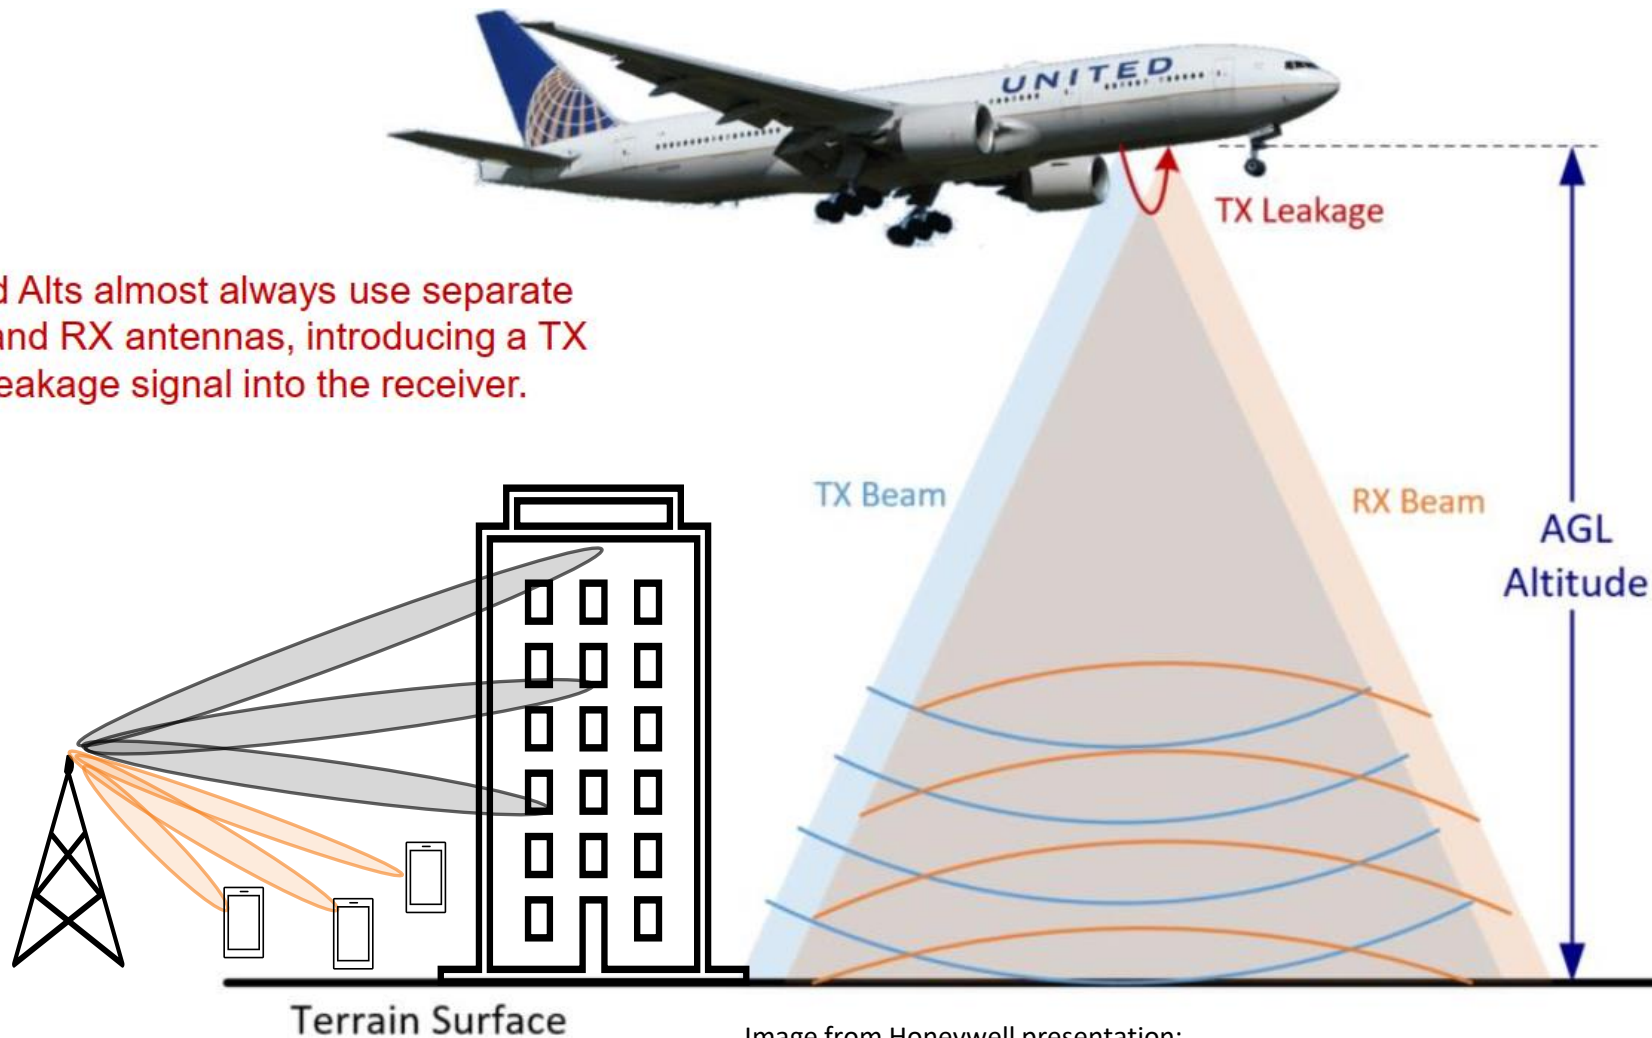 UNITED
TX Leakage
d Alts almost always use separate
and RX antennas, introducing a TX
eakage signal into the receiver.
TX Beam
RX Beam
AGL
Altitude
Terrain Surface
Image from Honeywell presentation: